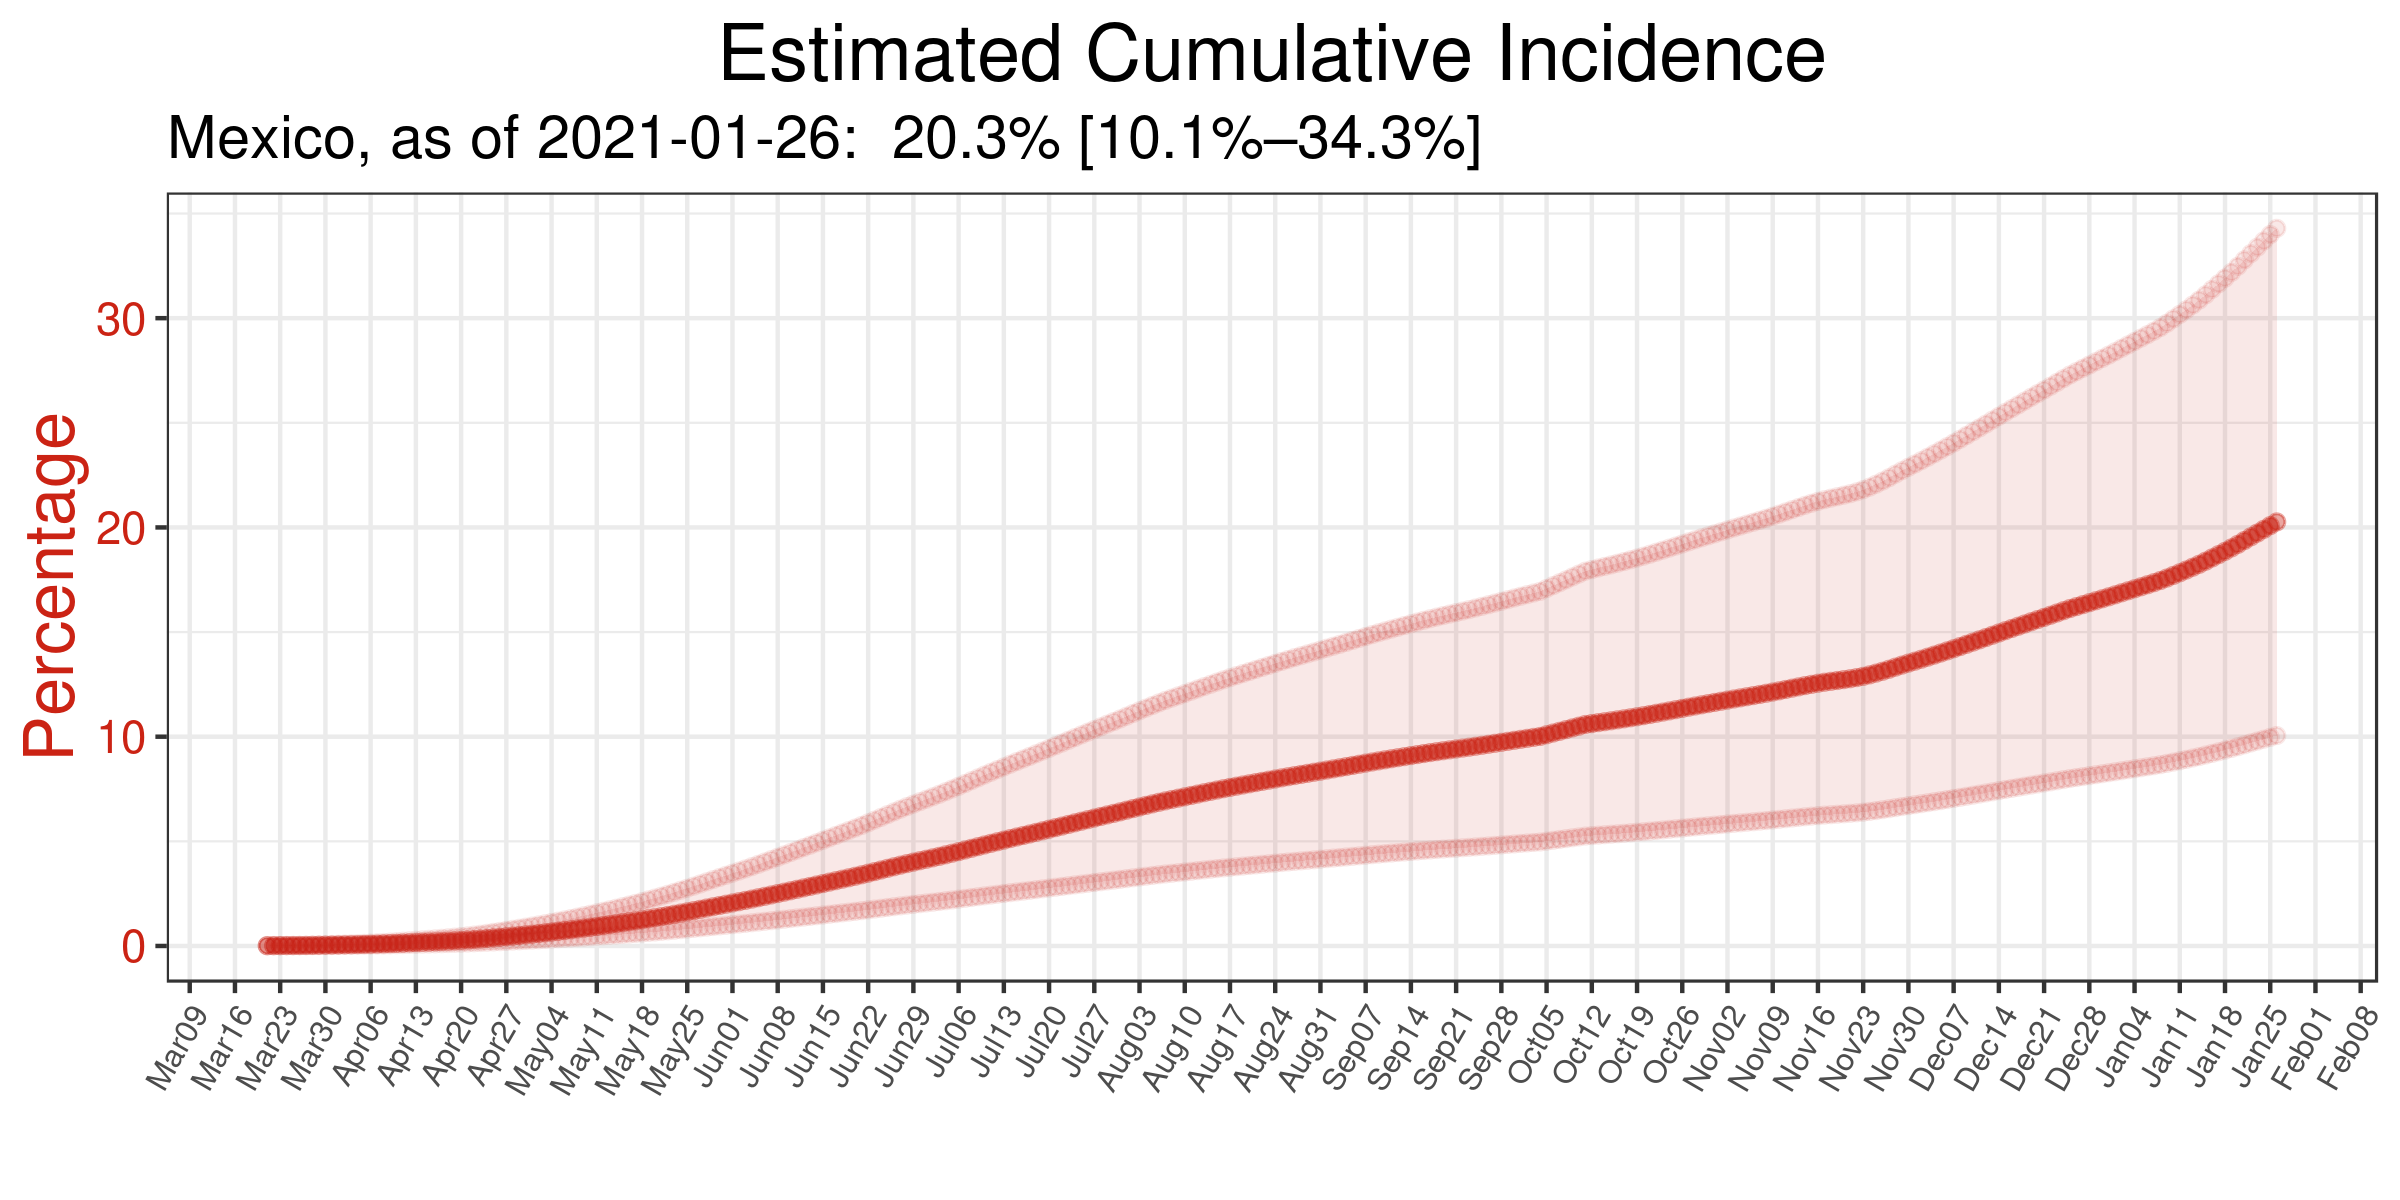 Estimated Cumulative Incidence
Mexico, as of 2021-01-26:  20.3% [10.1%–34.3%]
Percentage
30
20
10
0
Mar09
Mar16
Mar23
Mar30
Apr06
Apr13
Apr20
Apr27
May04
May11
May18
May25
Jun01
Jun08
Jun15
Jun22
Jun29
Jul06
Jul13
Jul20
Jul27
Aug03
Aug10
Aug17
Aug24
Aug31
Sep07
Sep14
Sep21
Sep28
Oct05
Oct12
Oct19
Oct26
Nov02
Nov09
Nov16
Nov23
Nov30
Dec07
Dec14
Dec21
Dec28
Jan04
Jan11
Jan18
Jan25
Feb01
Feb08